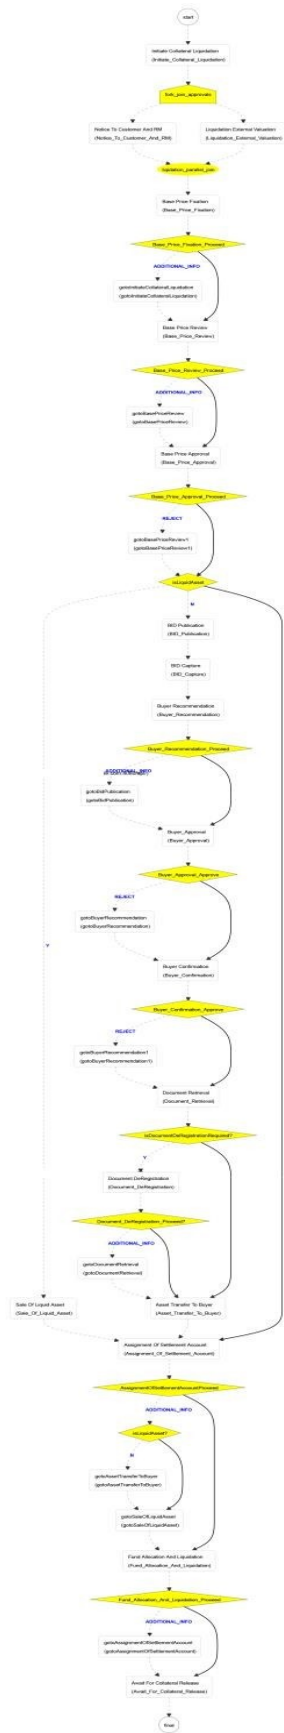 start
Initiate Collateral Liquidation
(Initiate_Collateral_Liquidation)
Notice To Customer And RM
(Notice_To_Customer_And_RM)
Liquidation External Valuation
(Liquidation_External_Valuation)
Base Price Fixation
(Base_Price_Fixation)
Base_Price_Fixation_Proceed
ADDITIONAL_INFO
gotoInitiateCollateralLiquidation
(gotoInitiateCollateralLiquidation)
Base Price Review
(Base_Price_Review)
Base_Price_Review_Proceed
ADDITIONAL_INFO
gotoBasePriceReview
(gotoBasePriceReview)
Base Price Approval
(Base_Price_Approval)
Base_Price_Approval_Proceed
REJECT
gotoBasePriceReview1
(gotoBasePriceReview1)
isLiquidAsset
N
BID Publication
(BID_Publication)
BID Capture
(BID_Capture)
Buyer Recommendation
(Buyer_Recommendation)
Buyer_Recommendation_Proceed
ADDITIONAL_INFO
gotoBidPublication
(gotoBidPublication)
Buyer_Approval
(Buyer_Approval)
Buyer_Approval_Approve
REJECT
gotoBuyerRecommendation
(gotoBuyerRecommendation)
Y
Buyer Confirmation
(Buyer_Confirmation)
Buyer_Confirmation_Approve
REJECT
gotoBuyerRecommendation1
(gotoBuyerRecommendation1)
Document Retrieval
(Document_Retrieval)
isDocumentDeRegistrationRequired?
Y
Document DeRegistration
(Document_DeRegistration)
Document_DeRegistration_Proceed?
ADDITIONAL_INFO
gotoDocumentRetrieval
(gotoDocumentRetrieval)
Sale Of Liquid Asset
(Sale_Of_Liquid_Asset)
Asset Transfer To Buyer
(Asset_Transfer_To_Buyer)
Assignment Of Settlement Account
(Assignment_Of_Settlement_Account)
AssignmentOfSettlementAccountProceed
ADDITIONAL_INFO
isLiquidAsset?
N
gotoAssetTransferToBuyer
(gotoAssetTransferToBuyer)
gotoSaleOfLiquidAsset
(gotoSaleOfLiquidAsset)
Fund Allocation And Liquidation
(Fund_Allocation_And_Liquidation)
Fund_Allocation_And_Liquidation_Proceed
ADDITIONAL_INFO
gotoAssignmentOfSettlementAccount
(gotoAssignmentOfSettlementAccount)
Await For Collateral Release
(Await_For_Collateral_Release)
final